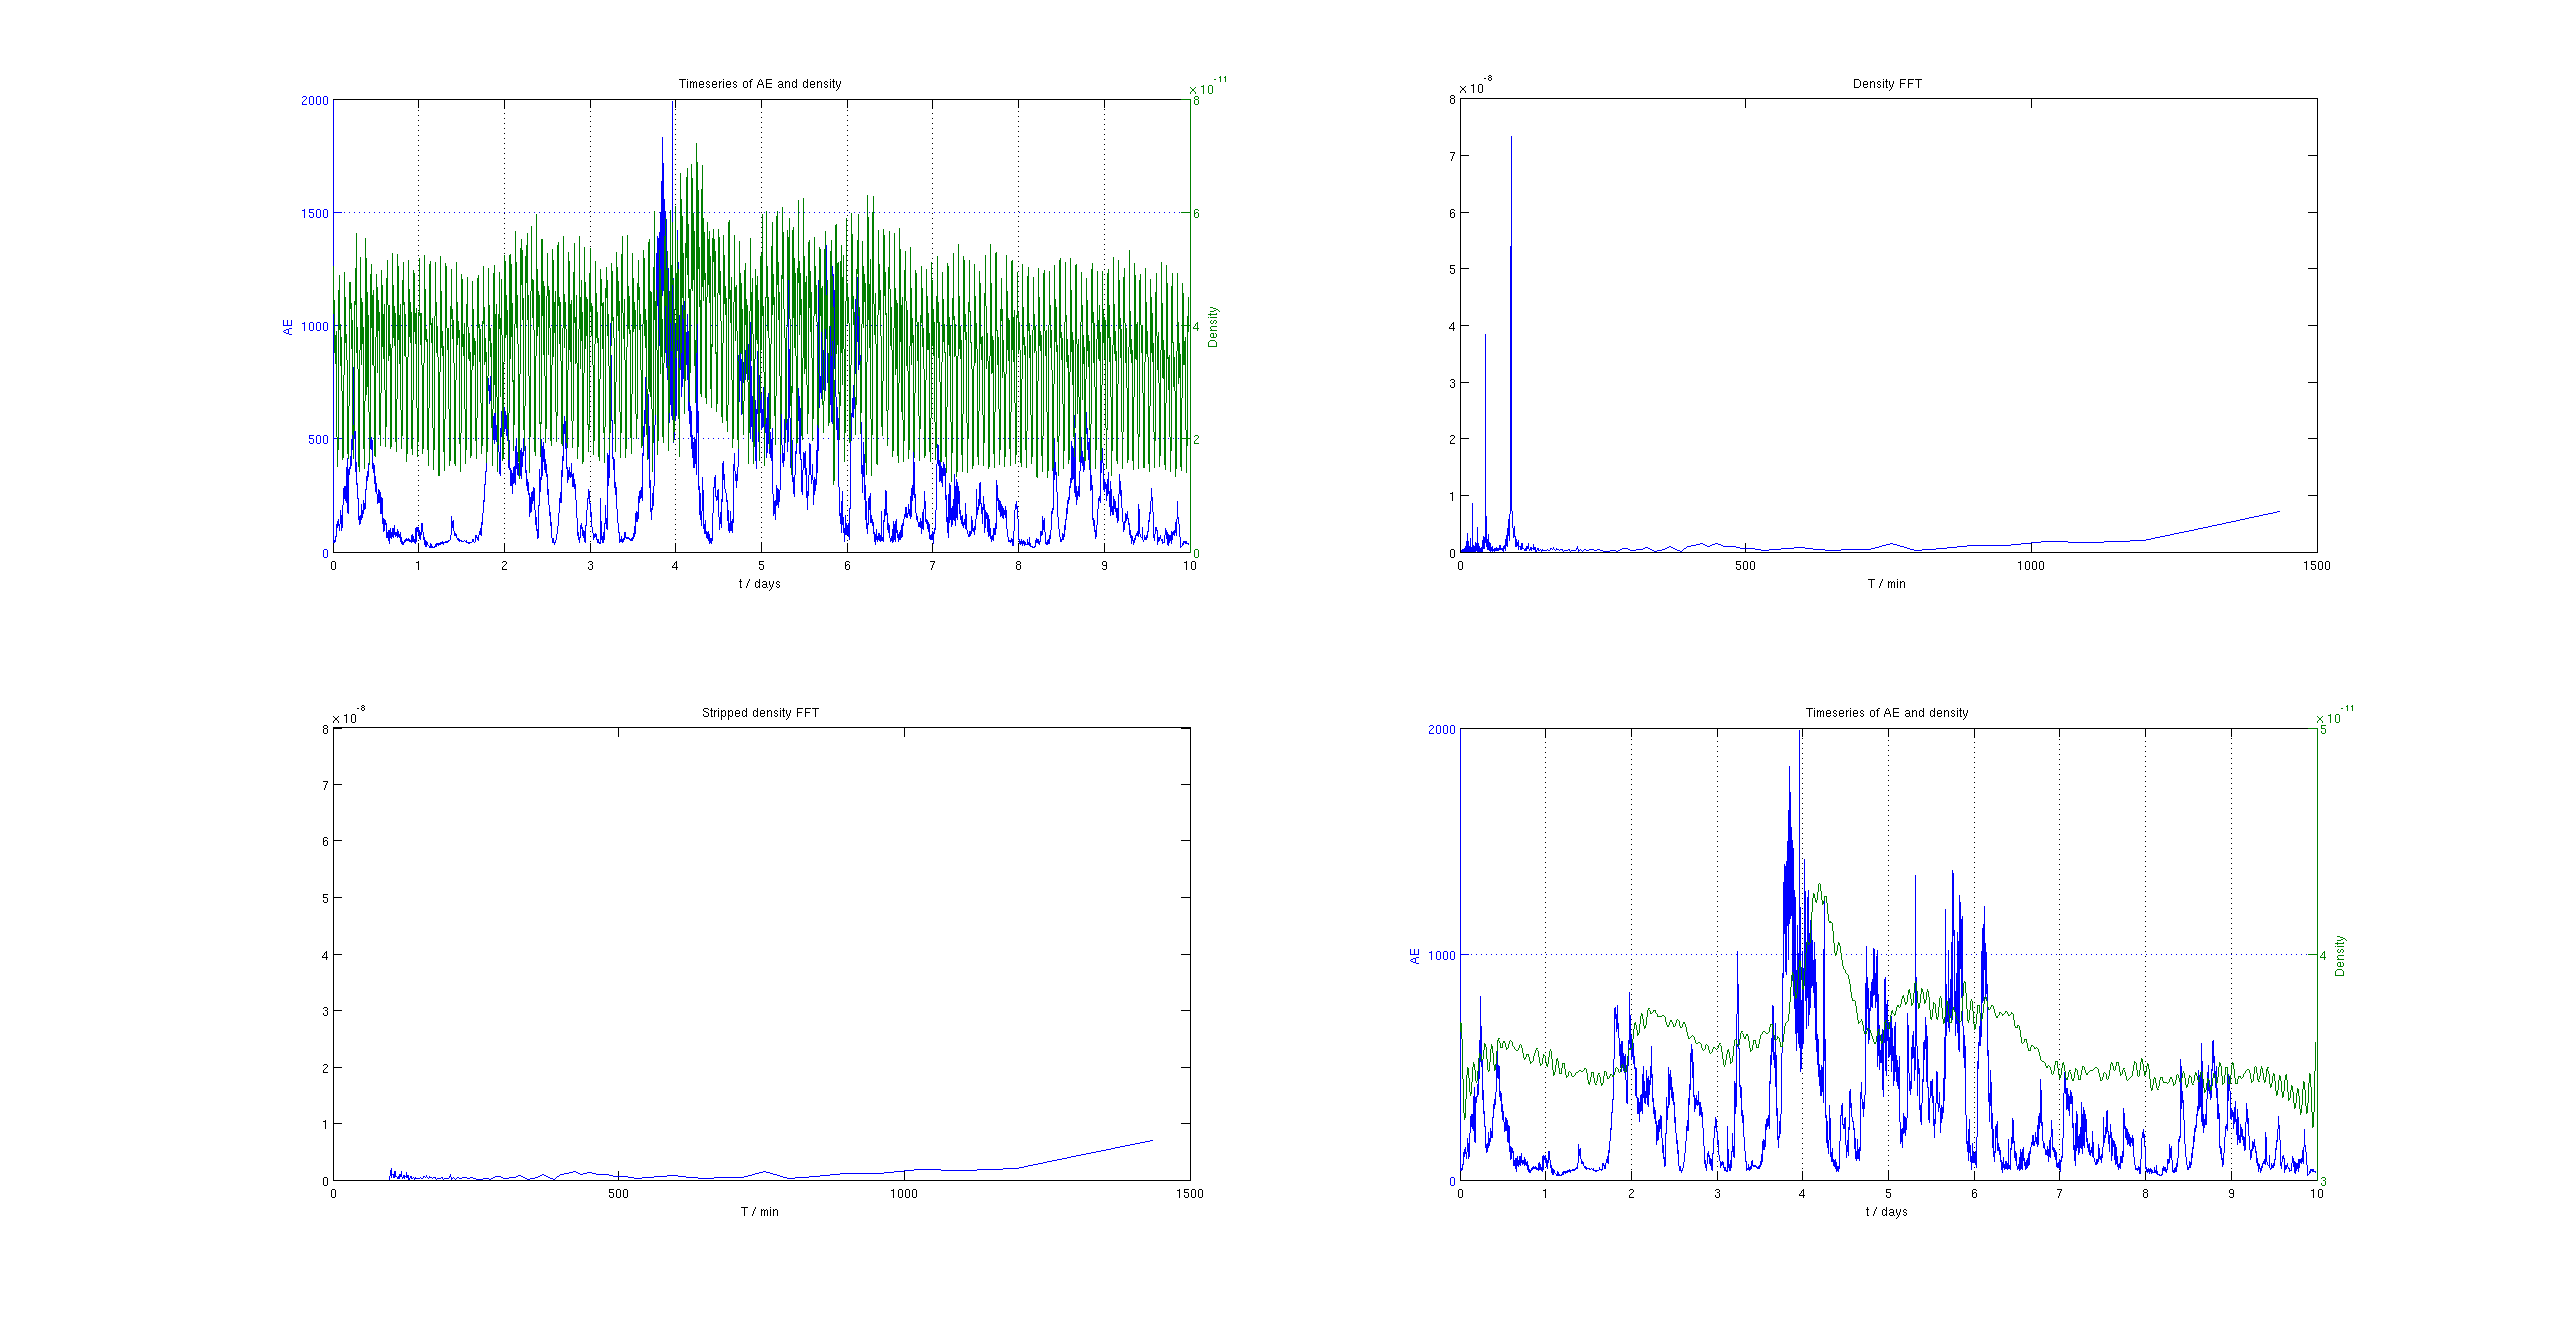 Timeseries of AE and density
× 10^-11
2000
1500
1000
500
0
AE
8
6
4
2
0
Density
0 1 2 3 4 5 6 7 8 9 10
t / days
Density FFT
× 10^-8
8
7
6
5
4
3
2
1
0
0 500 1000 1500
T / min
Stripped density FFT
× 10^-8
8
7
6
5
4
3
2
1
0
0 500 1000 1500
T / min
Timeseries of AE and density
× 10^-11
2000
1000
0
AE
5
4
3
Density
0 1 2 3 4 5 6 7 8 9 10
t / days